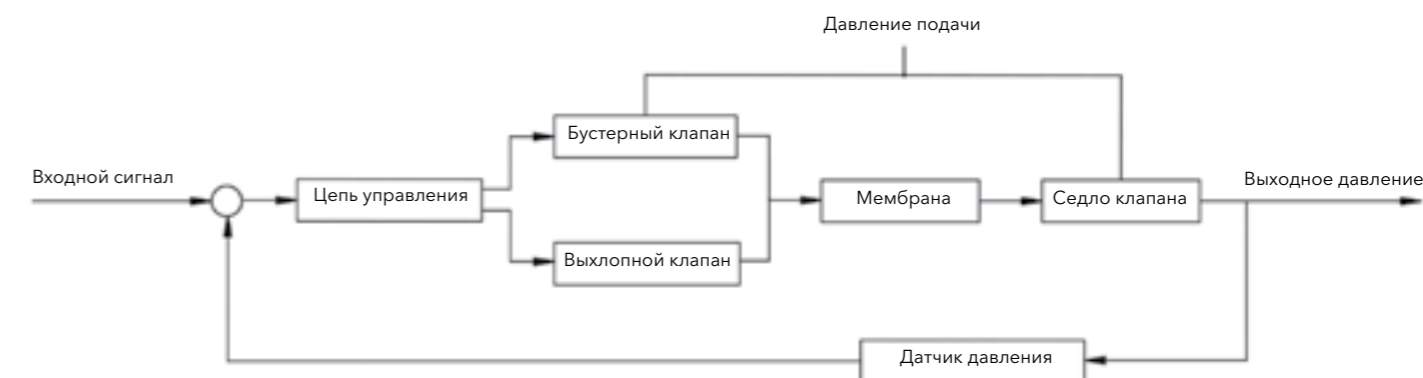 Давление подачи
Бустерный клапан
Входной сигнал
Цепь управления
Мембрана
Седло клапана
Выходное давление
Выхлопной клапан
Датчик давления